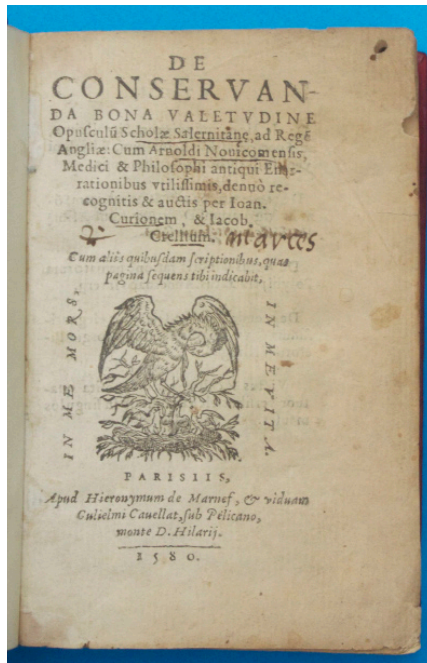 DE
CONSERVAN-
DA BONA VALETVDINE
Opusculũ Scholæ Salernitanę, ad Regẽ
Angliæ: Cum Arnoldi Nouicomensis,
Medici & Philosophi antiqui Enar-
rationibus vtilissimis, denuò re-
cognitis & auctis per Ioan.
Curionem, & Iacob.
Crellium. martes
Cum aliis quibusdam scriptionibus, quas
pagina sequens tibi indicabit,
IN ME MORS,
IN ME VITA.
PARISIIS,
Apud Hieronymum de Marnef, & viduam
Gulielmi Cauellat, sub Pelicano,
monte D. Hilarij.
1580.